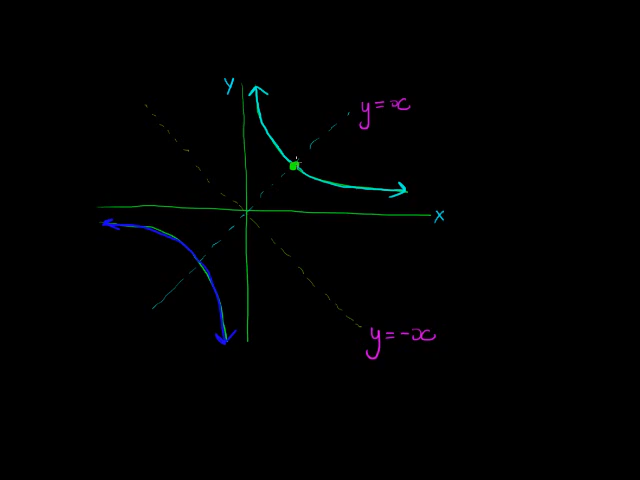 y
y = x
x
y = -x